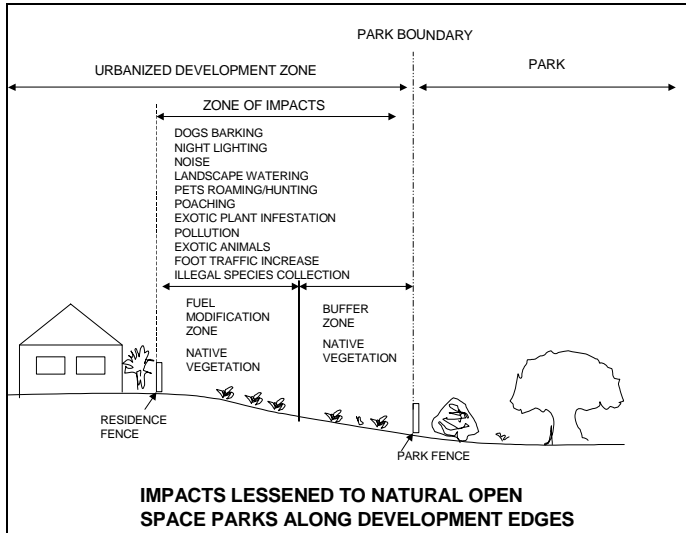 PARK BOUNDARY
URBANIZED DEVELOPMENT ZONE
PARK
ZONE OF IMPACTS
DOGS BARKING
NIGHT LIGHTING
NOISE
LANDSCAPE WATERING
PETS ROAMING/HUNTING
POACHING
EXOTIC PLANT INFESTATION
POLLUTION
EXOTIC ANIMALS
FOOT TRAFFIC INCREASE
ILLEGAL SPECIES COLLECTION
FUEL
MODIFICATION
ZONE
NATIVE
VEGETATION
BUFFER
ZONE
NATIVE
VEGETATION
RESIDENCE
FENCE
PARK FENCE
IMPACTS LESSENED TO NATURAL OPEN
SPACE PARKS ALONG DEVELOPMENT EDGES